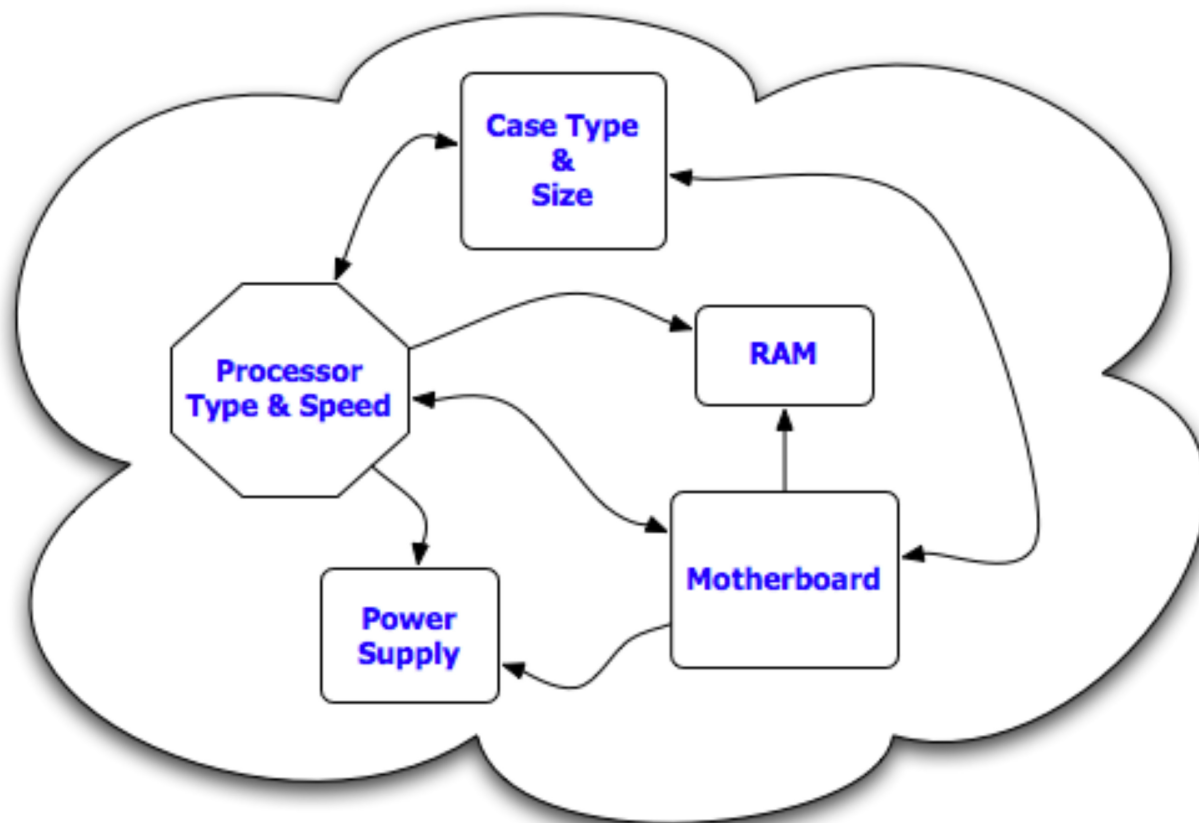 Case Type
&
Size
RAM
Processor
Type & Speed
Motherboard
Power
Supply